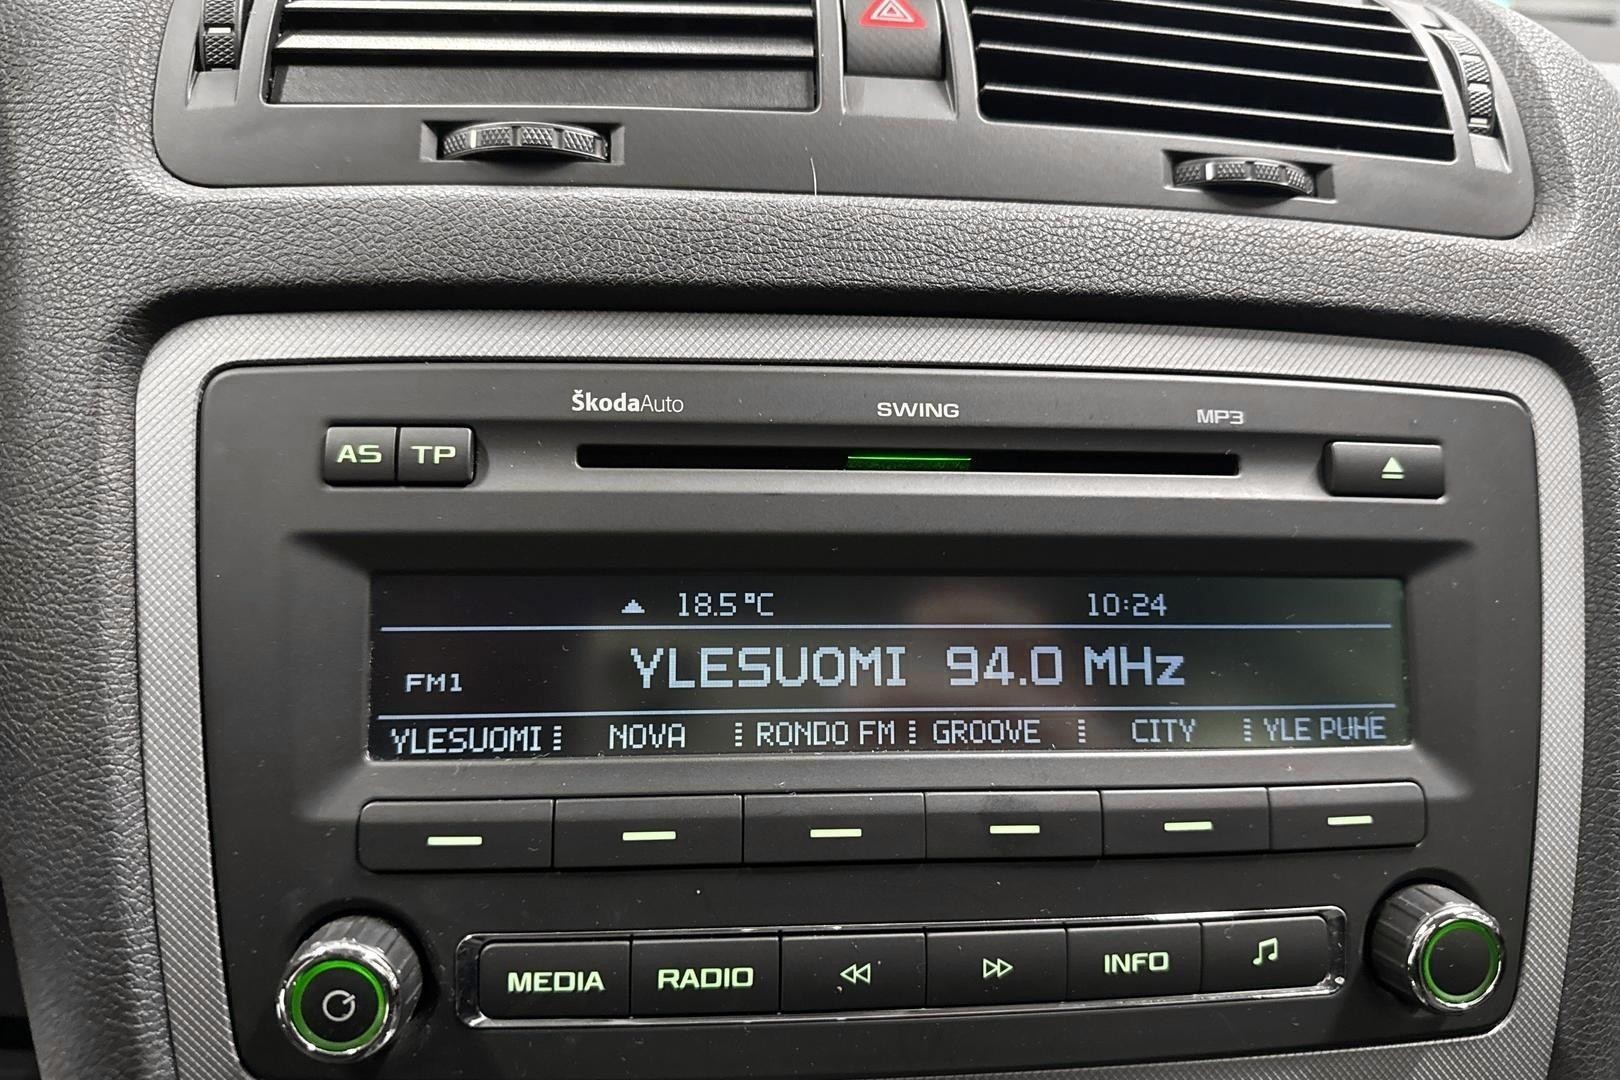 ŠkodaAuto SWING MP3
AS TP
18.5°C 10:24
FM1 YLESUOMI 94.0 MHz
YLESUOMI NOVA RONDO FM GROOVE CITY YLE PUHE
MEDIA RADIO INFO